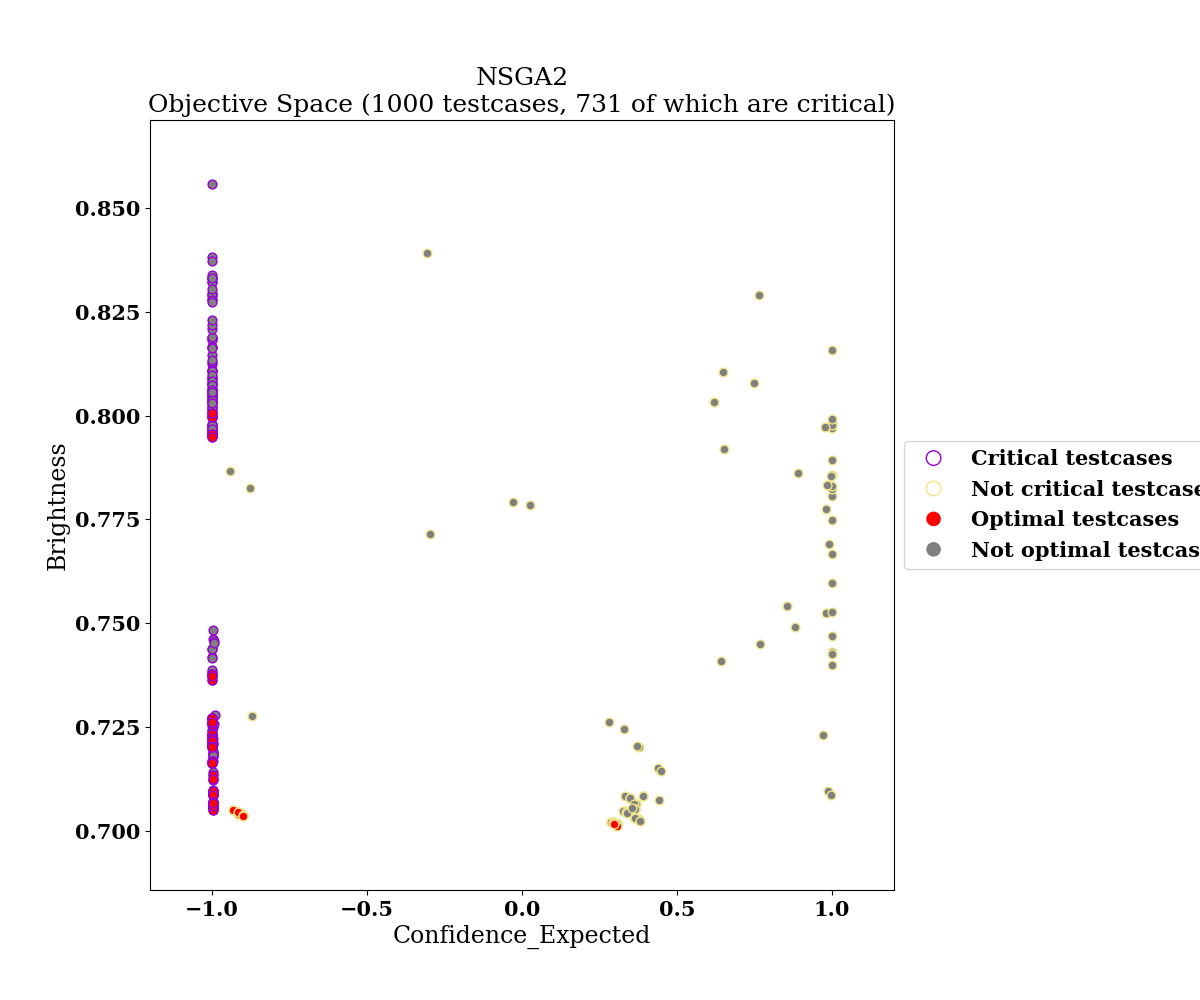 NSGA2
Objective Space (1000 testcases, 731 of which are critical)
0.850
0.825
0.800
0.775
0.750
0.725
0.700
Brightness
−1.0
−0.5
0.0
0.5
1.0
Confidence_Expected
Critical testcases
Not critical testcase
Optimal testcases
Not optimal testcas